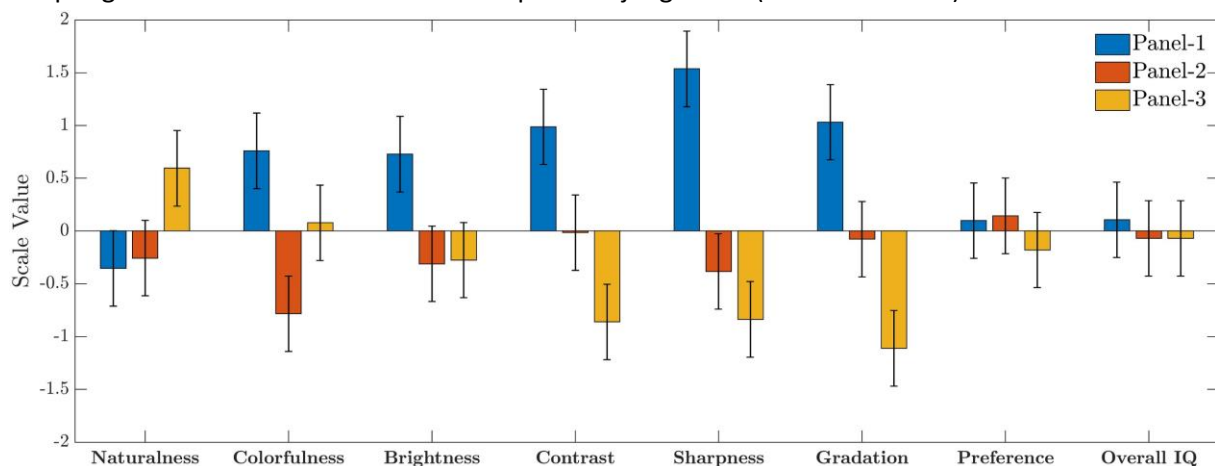 2
Panel-1
1.5
Panel-2
Panel-3
1
0.5
0
-0.5
-1
-1.5
-2
Scale Value
Naturalness Colorfulness Brightness Contrast Sharpness Gradation Preference Overall IQ